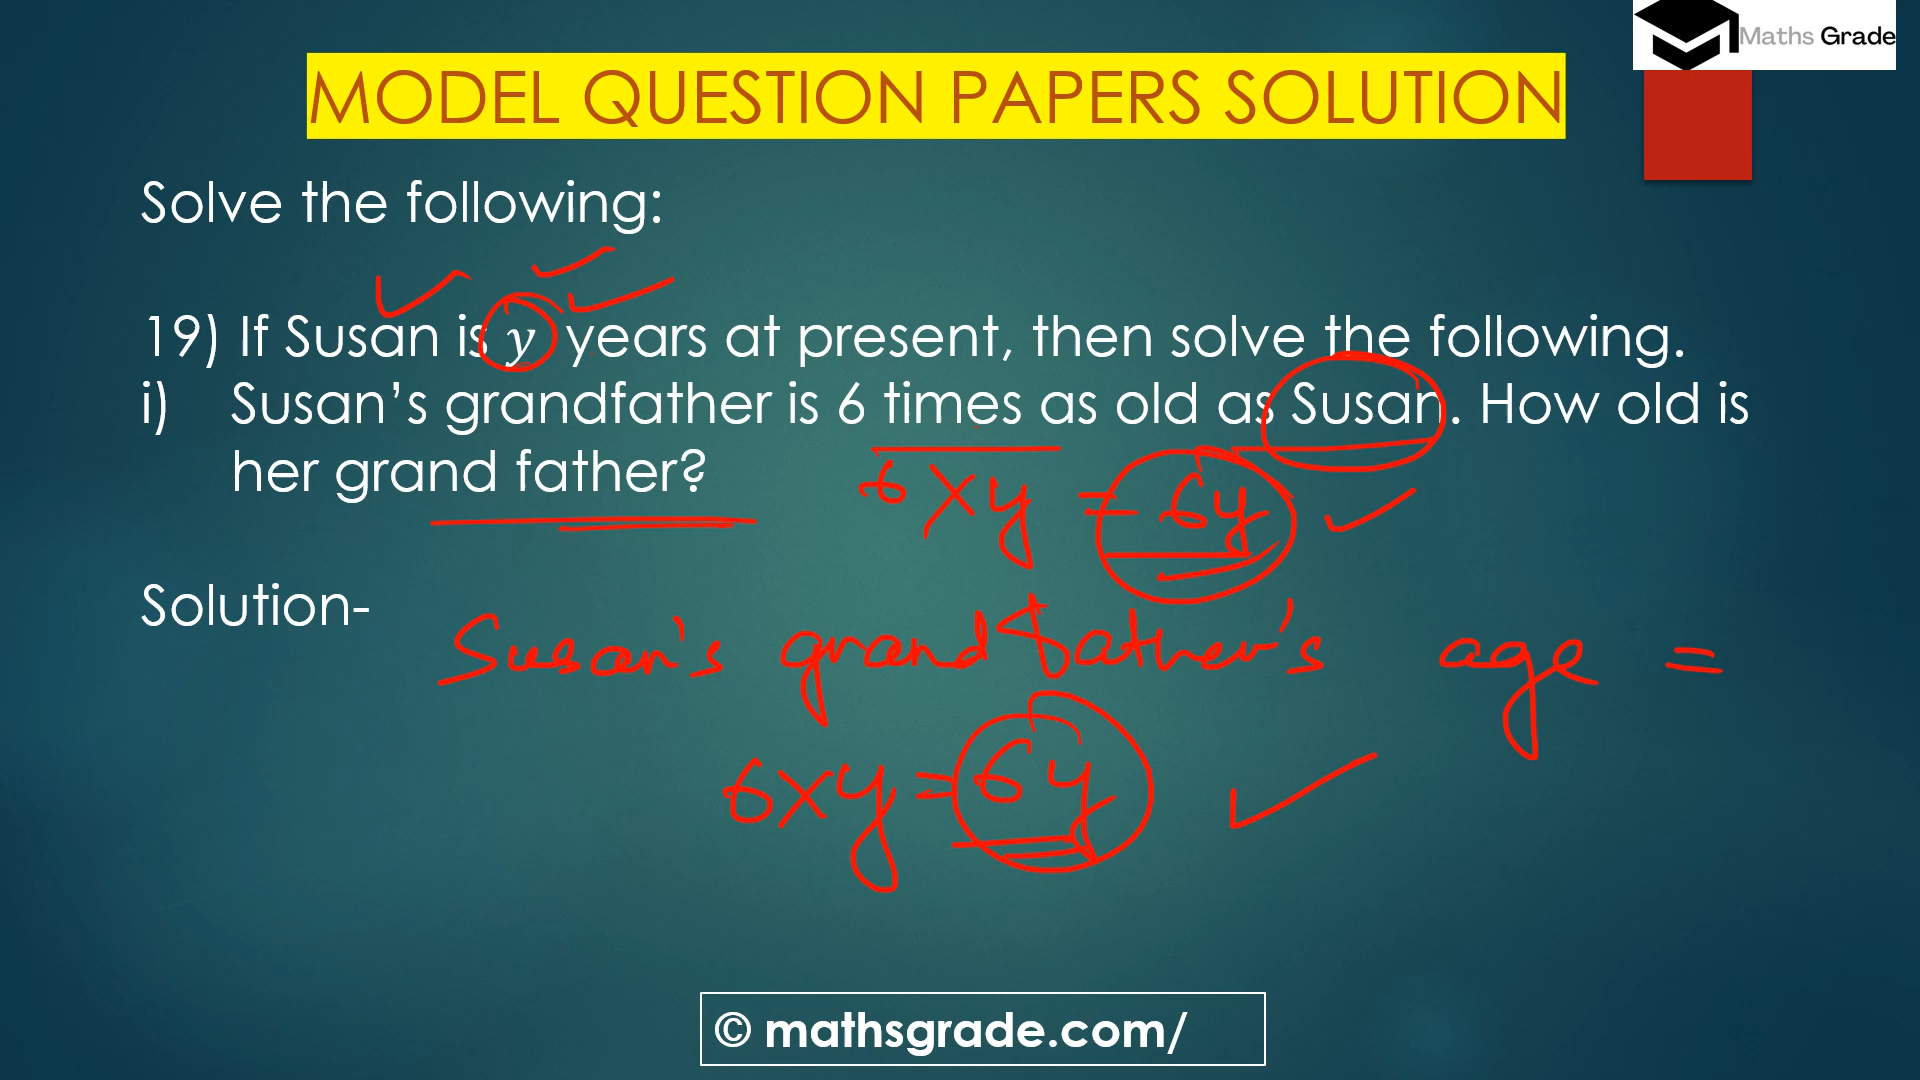 Maths Grade
MODEL QUESTION PAPERS SOLUTION
Solve the following:
19) If Susan is y years at present, then solve the following.
i) Susan’s grandfather is 6 times as old as Susan. How old is
her grand father?
6 x y = 6y
Solution-
Susan's grandfather's age =
6xy = 6y
© mathsgrade.com/